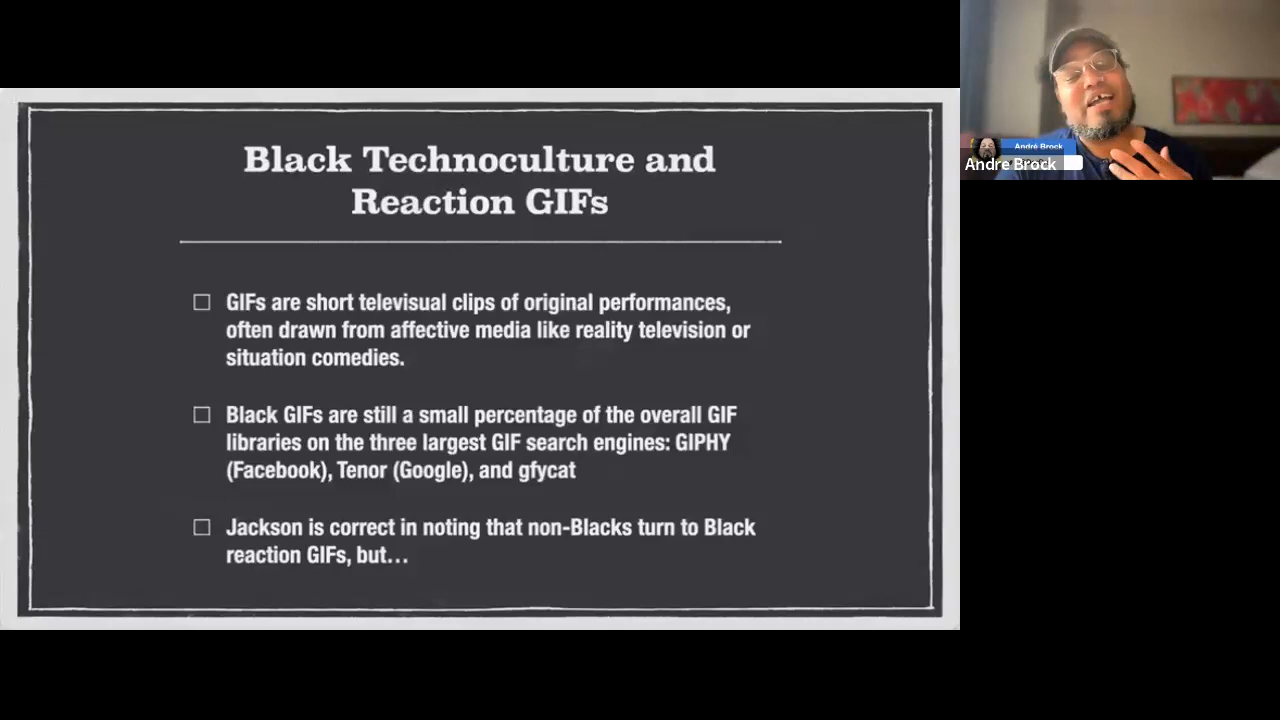 Black Technoculture and
Reaction GIFs
GIFs are short televisual clips of original performances,
often drawn from affective media like reality television or
situation comedies.
Black GIFs are still a small percentage of the overall GIF
libraries on the three largest GIF search engines: GIPHY
(Facebook), Tenor (Google), and gfycat
Jackson is correct in noting that non-Blacks turn to Black
reaction GIFs, but…
André Brock
Andre Brock